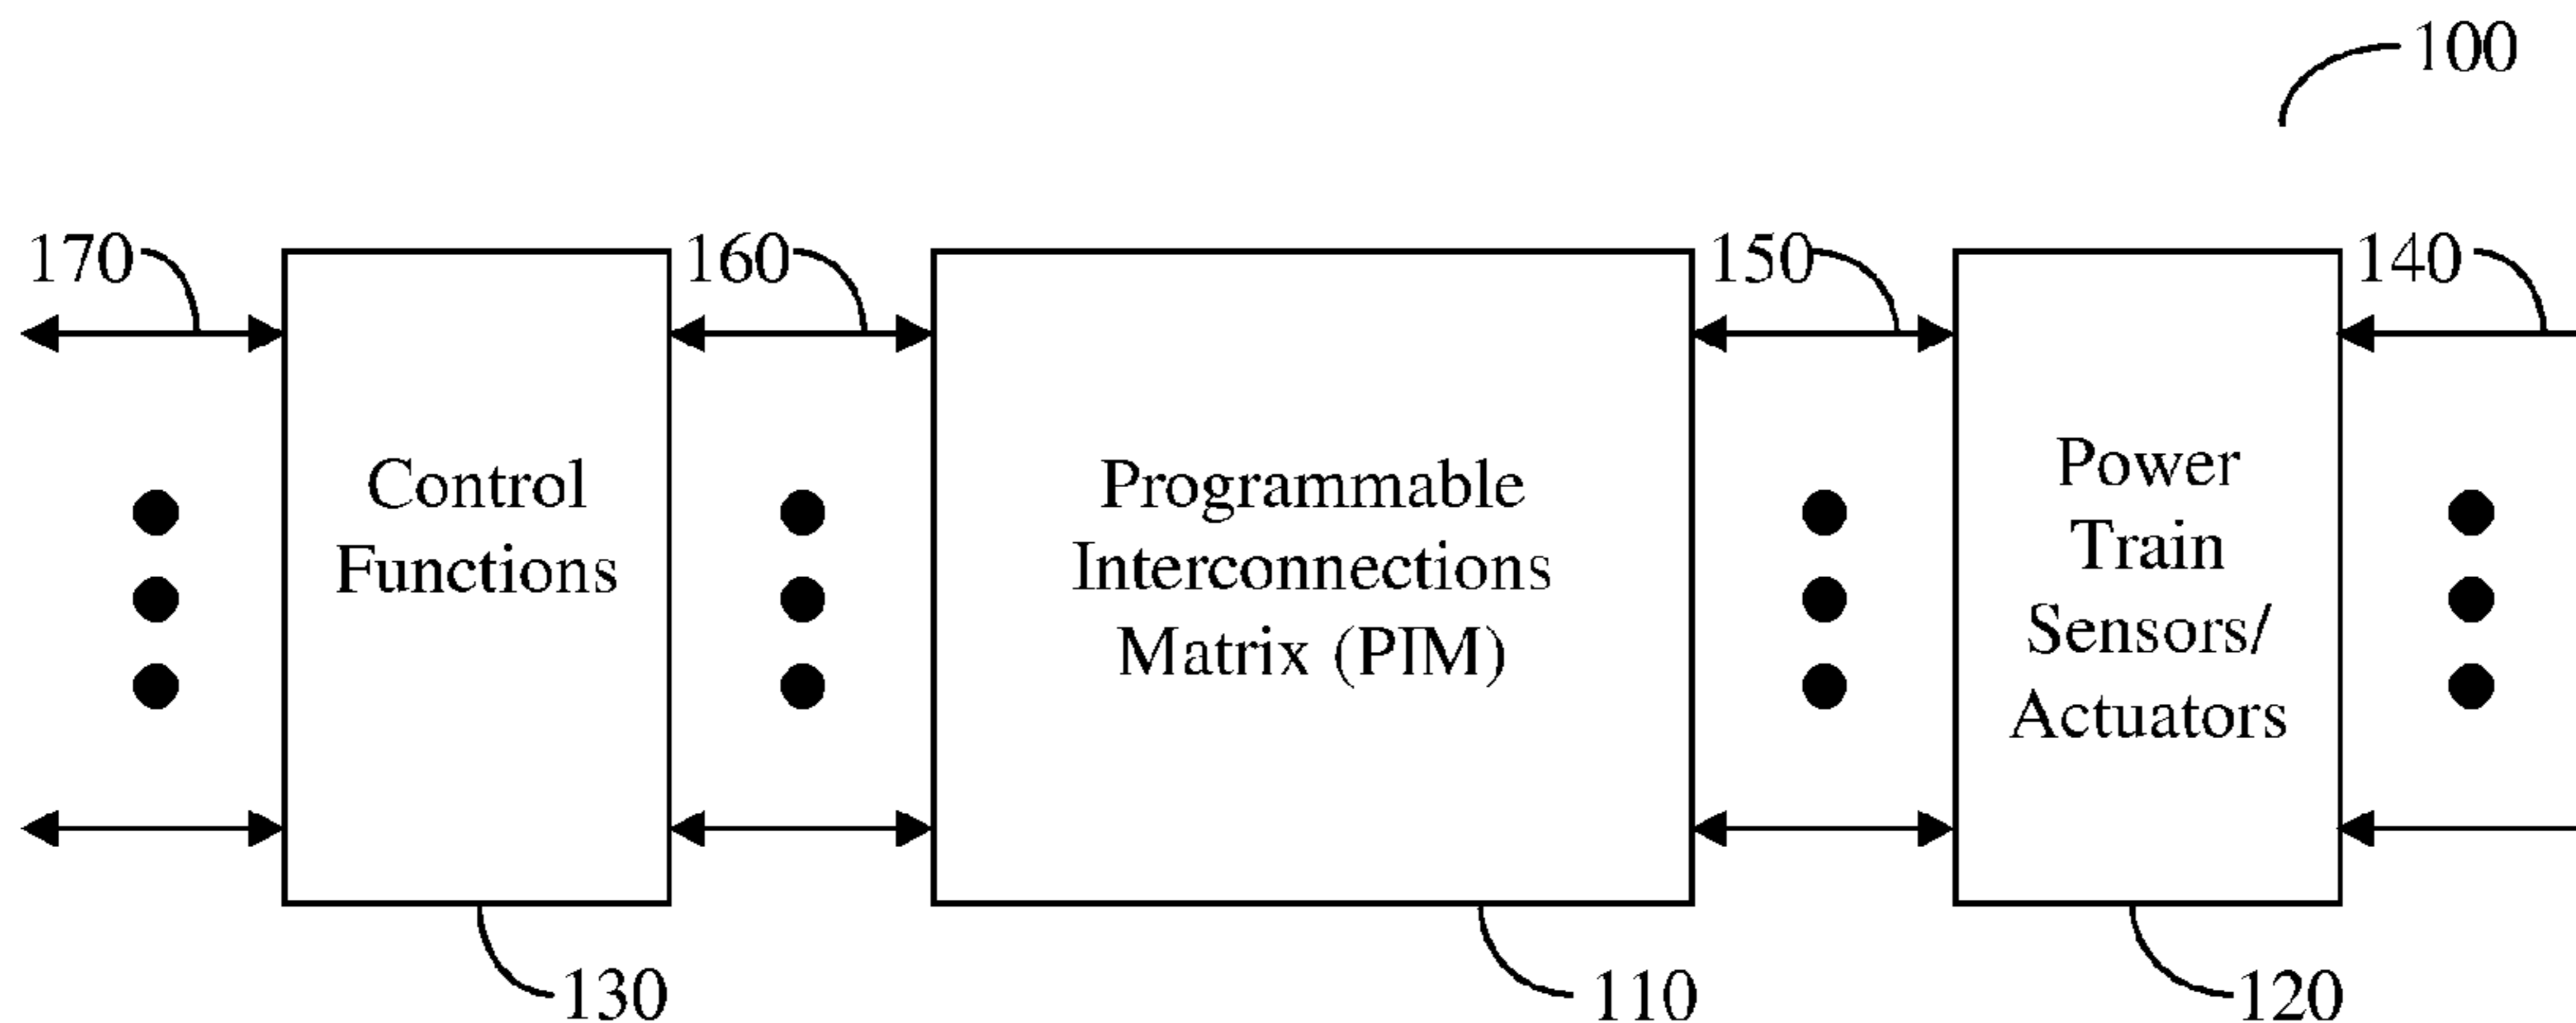 100
170
160
150
140
Control
Functions
Programmable
Interconnections
Matrix (PIM)
Power
Train
Sensors/
Actuators
130
110
120